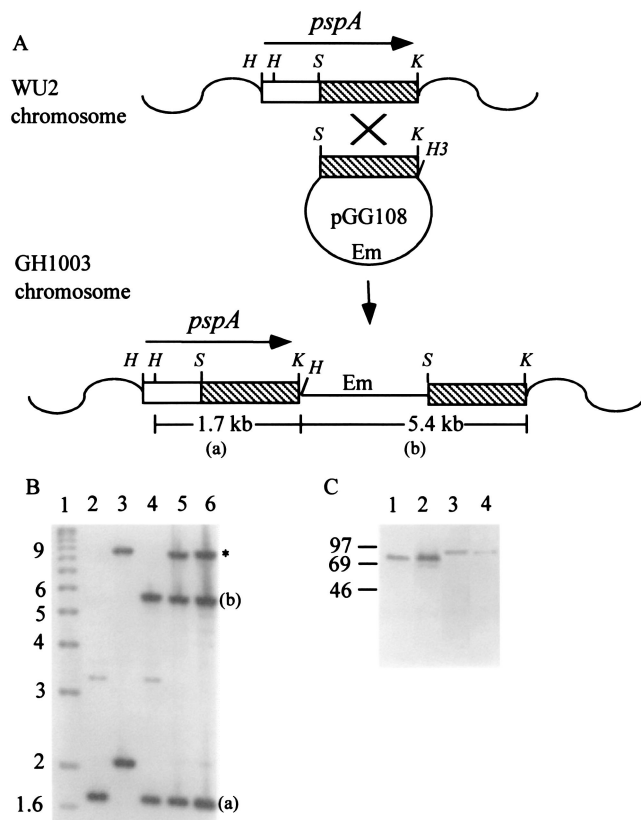 A
pspA
H H S K
WU2
chromosome
S K
H3
pGG108
Em
GH1003
chromosome
pspA
H H S K H Em S K
1.7 kb 5.4 kb
(a) (b)
B
1 2 3 4 5 6
9
*
6
(b)
5
4
3
2
1.6
(a)
C
1 2 3 4
97
69
46